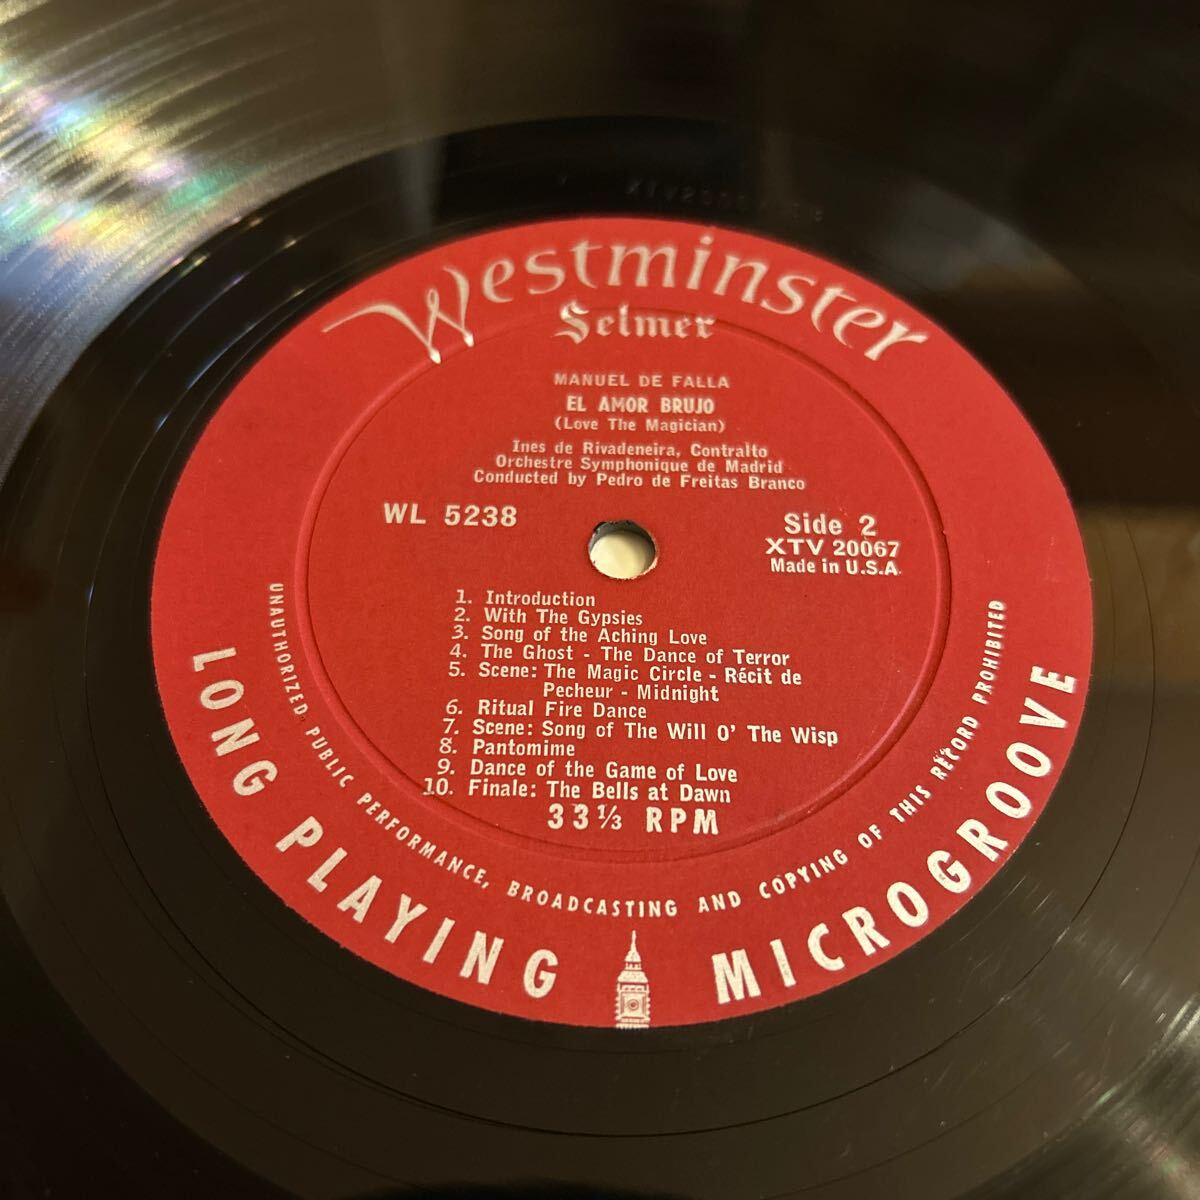 Westminster
Selmer
MANUEL DE FALLA
EL AMOR BRUJO
(Love The Magician)
Ines de Rivadeneira, Contralto
Orchestre Symphonique de Madrid
Conducted by Pedro de Freitas Branco
WL 5238
Side 2
XTV 20067
Made in U.S.A.
1. Introduction
2. With The Gypsies
3. Song of the Aching Love
4. The Ghost - The Dance of Terror
5. Scene: The Magic Circle - Récit de
Pecheur - Midnight
6. Ritual Fire Dance
7. Scene: Song of The Will O' The Wisp
8. Pantomime
9. Dance of the Game of Love
10. Finale: The Bells at Dawn
33⅓ RPM
UNAUTHORIZED PUBLIC PERFORMANCE, BROADCASTING AND COPYING OF THIS RECORD PROHIBITED
LONG PLAYING MICROGROOVE